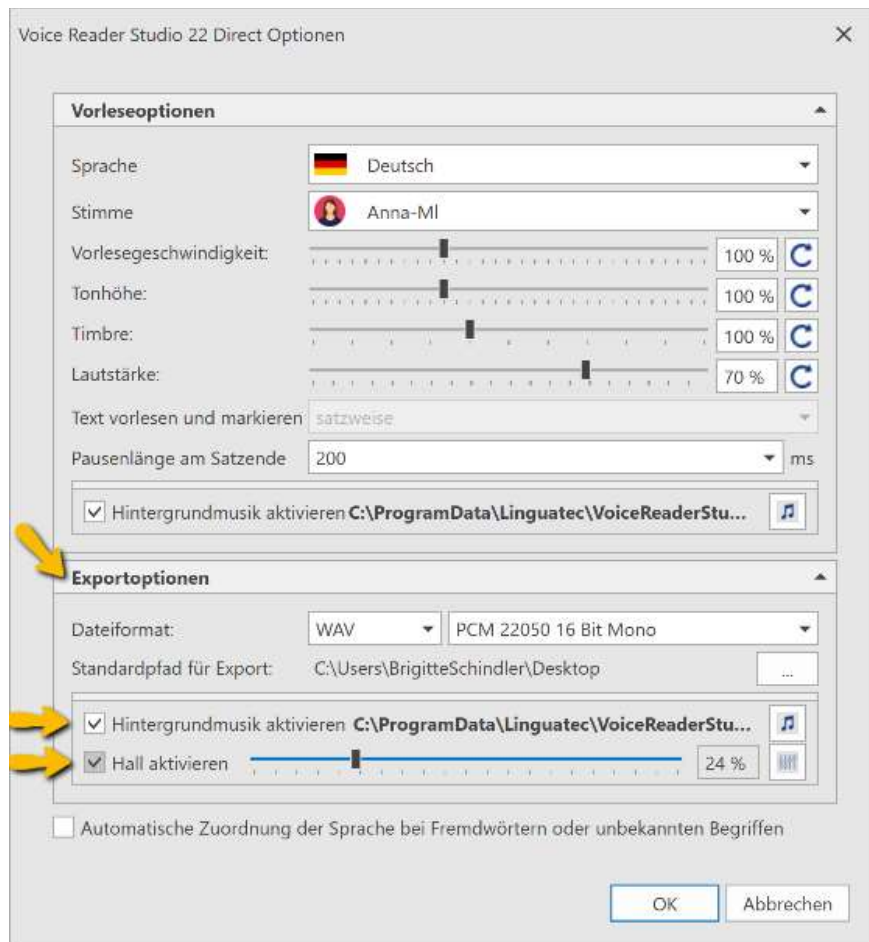 Voice Reader Studio 22 Direct Optionen
Vorleseoptionen
Sprache Deutsch
Stimme Anna-Ml
Vorlesegeschwindigkeit: 100 %
Tonhöhe: 100 %
Timbre: 100 %
Lautstärke: 70 %
Text vorlesen und markieren satzweise
Pausenlänge am Satzende 200 ms
Hintergrundmusik aktivieren C:\ProgramData\Linguatec\VoiceReaderStu...
Exportoptionen
Dateiformat: WAV PCM 22050 16 Bit Mono
Standardpfad für Export: C:\Users\BrigitteSchindler\Desktop ...
Hintergrundmusik aktivieren C:\ProgramData\Linguatec\VoiceReaderStu...
Hall aktivieren 24 %
Automatische Zuordnung der Sprache bei Fremdwörtern oder unbekannten Begriffen
OK Abbrechen